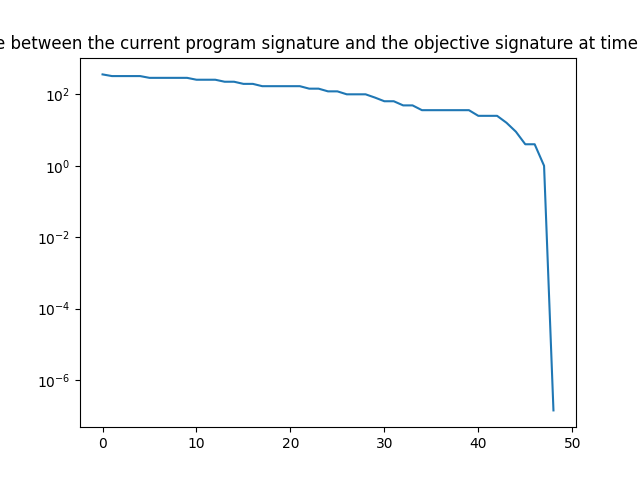 e between the current program signature and the objective signature at time
10²
10⁰
10⁻²
10⁻⁴
10⁻⁶
0 10 20 30 40 50